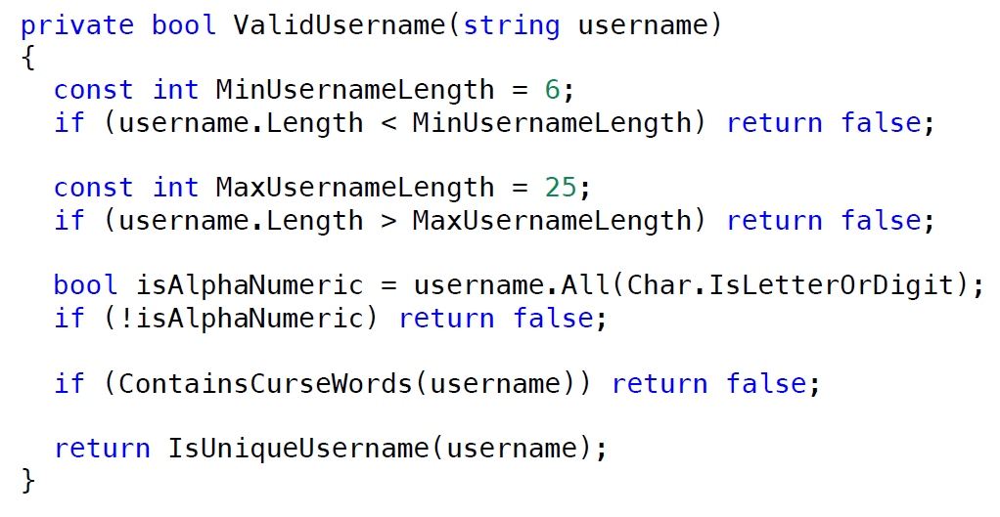 private bool ValidUsername(string username)
{
  const int MinUsernameLength = 6;
  if (username.Length < MinUsernameLength) return false;

  const int MaxUsernameLength = 25;
  if (username.Length > MaxUsernameLength) return false;

  bool isAlphaNumeric = username.All(Char.IsLetterOrDigit);
  if (!isAlphaNumeric) return false;

  if (ContainsCurseWords(username)) return false;

  return IsUniqueUsername(username);
}